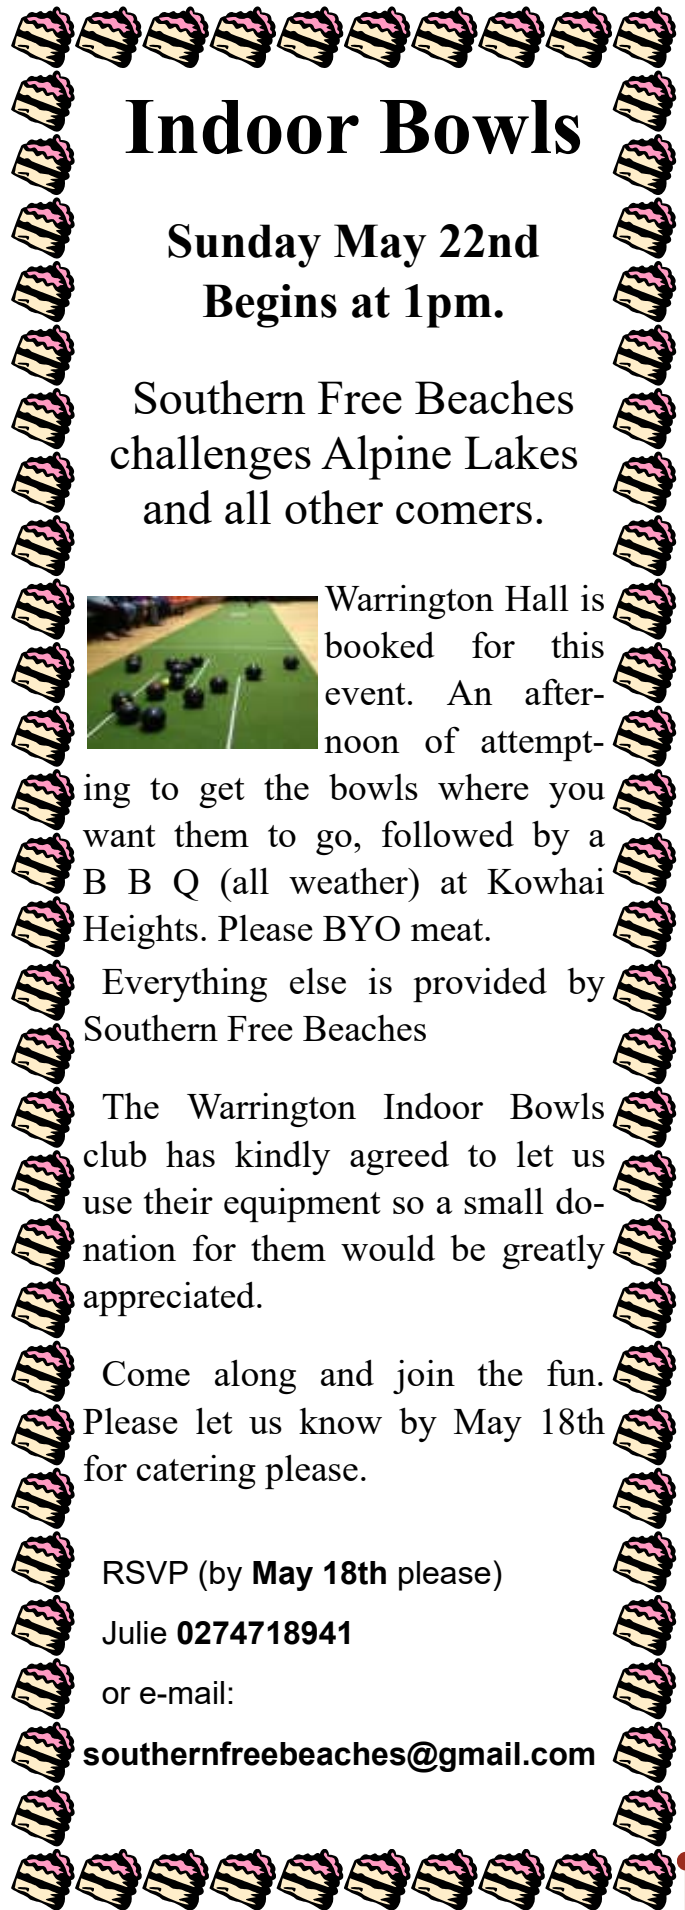 Indoor Bowls
Sunday May 22nd
Begins at 1pm.
Southern Free Beaches
challenges Alpine Lakes
and all other comers.
Warrington Hall is
booked for this
event. An after-
noon of attempt-
ing to get the bowls where you
want them to go, followed by a
B B Q (all weather) at Kowhai
Heights. Please BYO meat.
Everything else is provided by
Southern Free Beaches
The Warrington Indoor Bowls
club has kindly agreed to let us
use their equipment so a small do-
nation for them would be greatly
appreciated.
Come along and join the fun.
Please let us know by May 18th
for catering please.
RSVP (by May 18th please)
Julie 0274718941
or e-mail:
southernfreebeaches@gmail.com